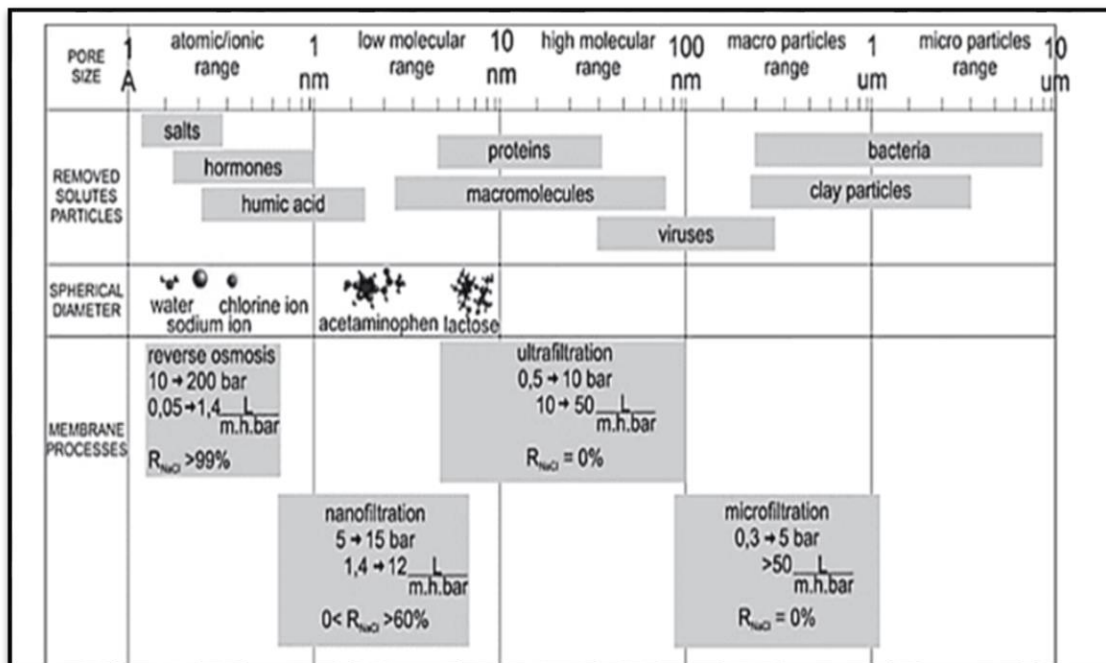 PORE SIZE
1 A
atomic/ionic range
1 nm
low molecular range
10 nm
high molecular range
100 nm
macro particles range
1 um
micro particles range
10 um
REMOVED SOLUTES PARTICLES
salts
hormones
humic acid
proteins
macromolecules
viruses
bacteria
clay particles
SPHERICAL DIAMETER
water
sodium ion
chlorine ion
acetaminophen
lactose
MEMBRANE PROCESSES
reverse osmosis
10→200 bar
0,05→1,4 L
m.h.bar
RNaCl >99%
ultrafiltration
0,5→10 bar
10→50 L
m.h.bar
RNaCl = 0%
nanofiltration
5→15 bar
1,4→12 L
m.h.bar
0< RNaCl >60%
microfiltration
0,3→5 bar
>50 L
m.h.bar
RNaCl = 0%